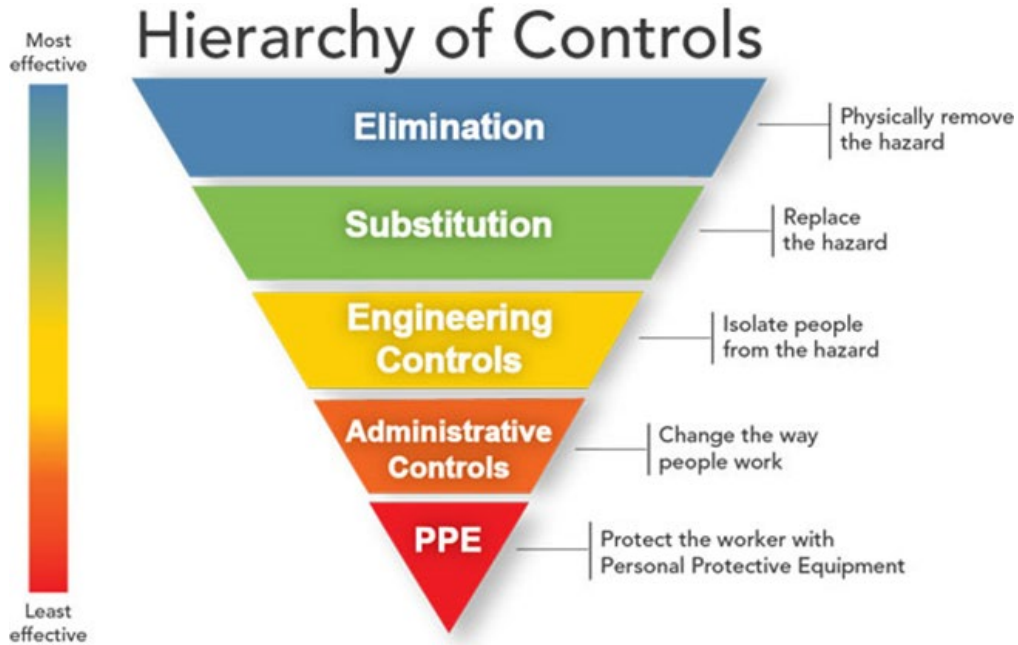 Hierarchy of Controls
Most
effective
Elimination
Physically remove
the hazard
Substitution
Replace
the hazard
Engineering
Controls
Isolate people
from the hazard
Administrative
Controls
Change the way
people work
PPE
Protect the worker with
Personal Protective Equipment
Least
effective